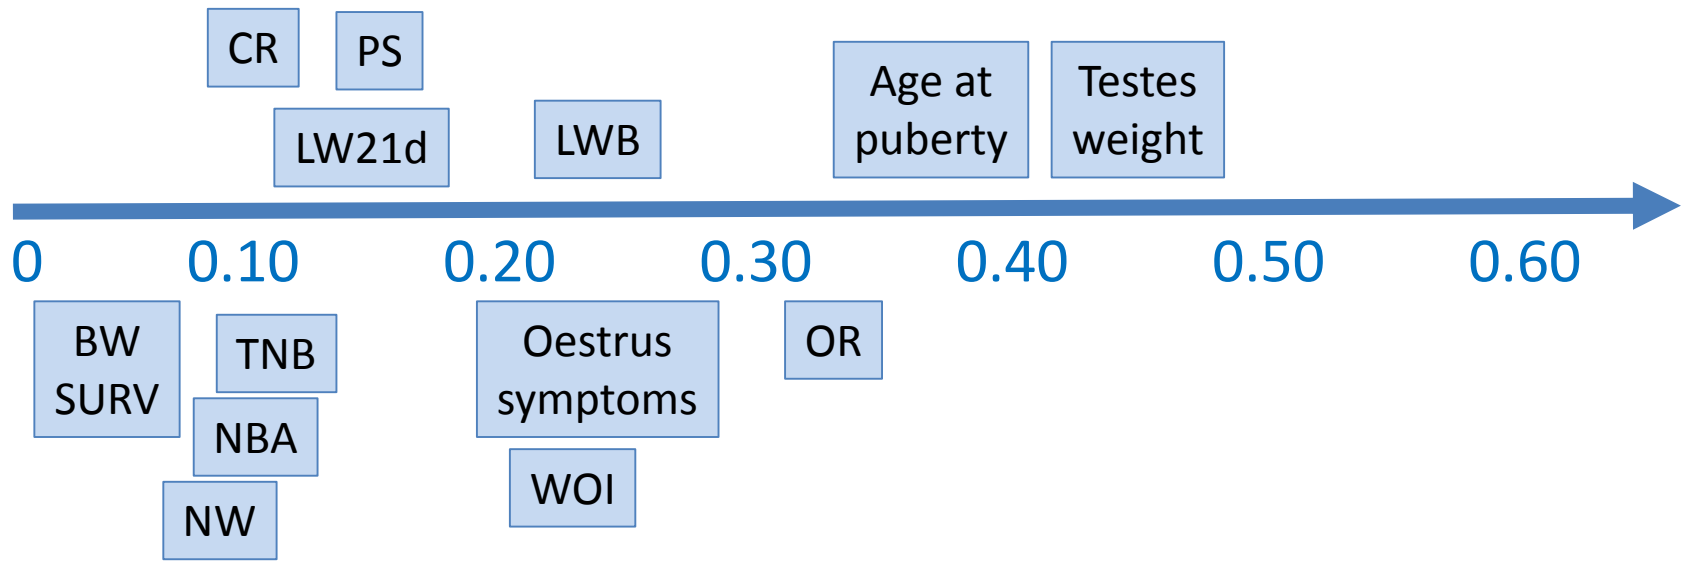 CR
PS
LW21d
LWB
Age at
puberty
Testes
weight
0 0.10 0.20 0.30 0.40 0.50 0.60
BW
SURV
TNB
NBA
NW
Oestrus
symptoms
WOI
OR